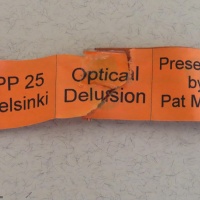 PP 25
elsinki
Optical
Delusion
Prese
by
Pat M